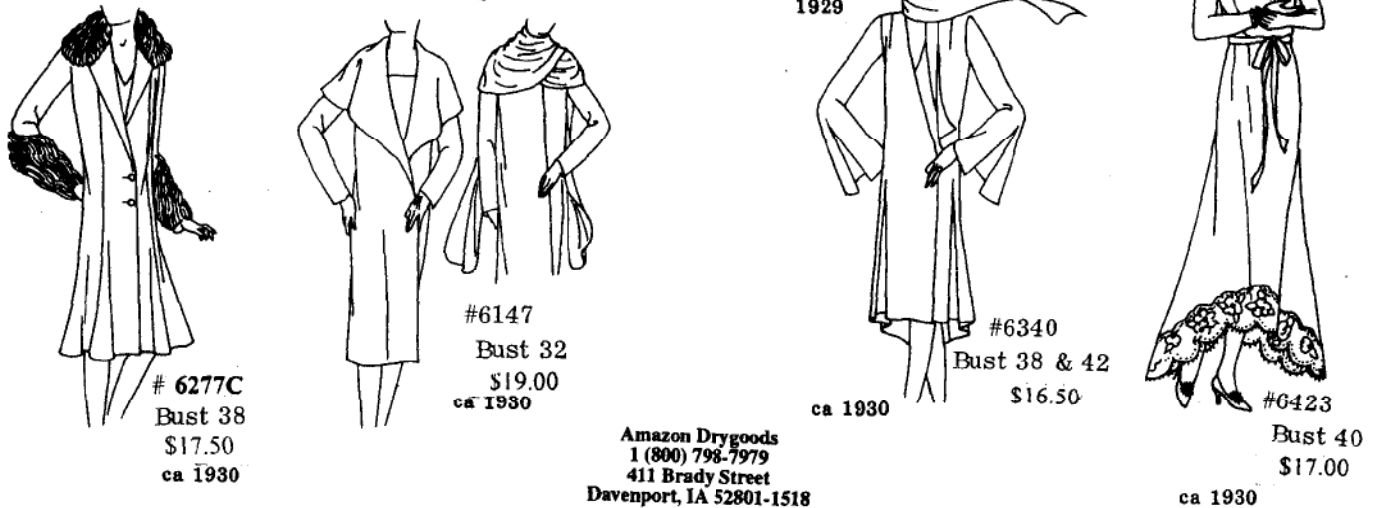 1929
# 6277C
Bust 38
$17.50
ca 1930
#6147
Bust 32
$19.00
ca 1930
Amazon Drygoods
1 (800) 798-7979
411 Brady Street
Davenport, IA 52801-1518
#6340
Bust 38 & 42
$16.50
ca 1930
#6423
Bust 40
$17.00
ca 1930